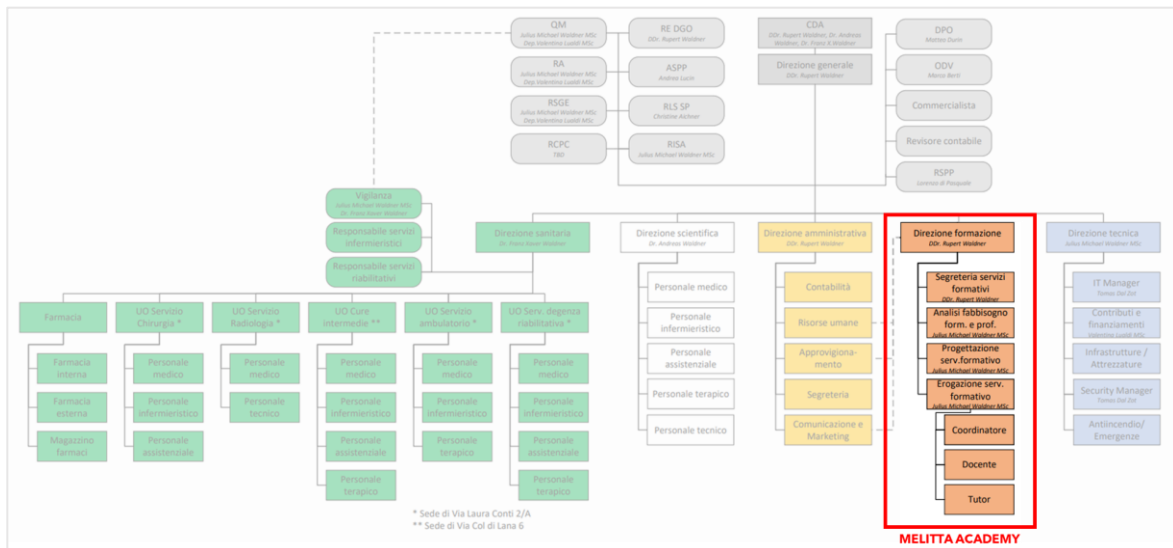 QM
Julius Michael Waldner MSc
Dep.Valentina Lualdi MSc
RE DGO
DDr. Rupert Waldner
CDA
DDr. Rupert Waldner, Dr. Andreas
Waldner, Dr. Franz X.Waldner
DPO
RA
Julius Michael Waldner MSc
Dep.Valentina Lualdi MSc
ASPP
Andrea Lucin
Direzione generale
DDr. Rupert Waldner
ODV
RSGE
Julius Michael Waldner MSc
Dep.Valentina Lualdi MSc
RLS SP
Christine Aichner
Commercialista
RCPC
TBD
RISA
Julius Michael Waldner MSc
Revisore contabile
RSPP
Lorenzo di Pasquale
Vigilanza
Julius Michael Waldner MSc
Dr. Franz Xaver Waldner
Responsabile servizi
infermieristici
Responsabile servizi
riabilitativi
Direzione sanitaria
Dr. Franz Xaver Waldner
Direzione scientifica
Dr. Andreas Waldner
Direzione amministrativa
DDr. Rupert Waldner
Direzione formazione
DDr. Rupert Waldner
Direzione tecnica
Julius Michael Waldner MSc
Farmacia
Farmacia
interna
Farmacia
esterna
Magazzino
farmaci
UO Servizio
Chirurgia *
Personale
medico
Personale
infermieristico
Personale
assistenziale
UO Servizio
Radiologia *
Personale
medico
Personale
tecnico
UO Cure
intermedie **
Personale
medico
Personale
infermieristico
Personale
assistenziale
Personale
terapico
UO Servizio
ambulatorio *
Personale
medico
Personale
infermieristico
Personale
terapico
UO Serv. degenza
riabilitativa *
Personale
medico
Personale
infermieristico
Personale
assistenziale
Personale
terapico
Personale medico
Personale
infermieristico
Personale
assistenziale
Personale terapico
Personale tecnico
Contabilità
Risorse umane
Approvigiona-
mento
Segreteria
Comunicazione e
Marketing
Segreteria servizi
formativi
DDr. Rupert Waldner
Analisi fabbisogno
form. e prof.
Julius Michael Waldner MSc
Progettazione
serv.formativo
Julius Michael Waldner MSc
Erogazione serv.
formativo
Julius Michael Waldner MSc
Coordinatore
Docente
Tutor
IT Manager
Tomas Dal Zot
Contributi e
finanziamenti
Valentina Lualdi MSc
Infrastrutture /
Attrezzature
Security Manager
Tomas Dal Zot
Antiincendio/
Emergenze
* Sede di Via Laura Conti 2/A
** Sede di Via Col di Lana 6
MELITTA ACADEMY